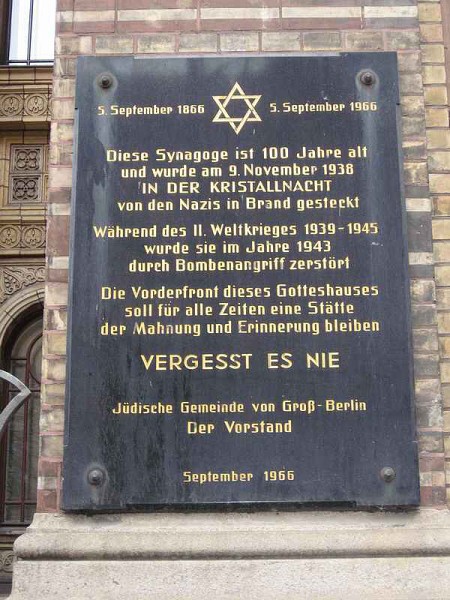 5. September 1866 5. September 1966
Diese Synagoge ist 100 Jahre alt
und wurde am 9. November 1938
IN DER KRISTALLNACHT
von den Nazis in Brand gesteckt
Während des II. Weltkrieges 1939-1945
wurde sie im Jahre 1943
durch Bombenangriff zerstört
Die Vorderfront dieses Gotteshauses
soll für alle Zeiten eine Stätte
der Mahnung und Erinnerung bleiben
VERGESST ES NIE
Jüdische Gemeinde von Groß-Berlin
Der Vorstand
September 1966